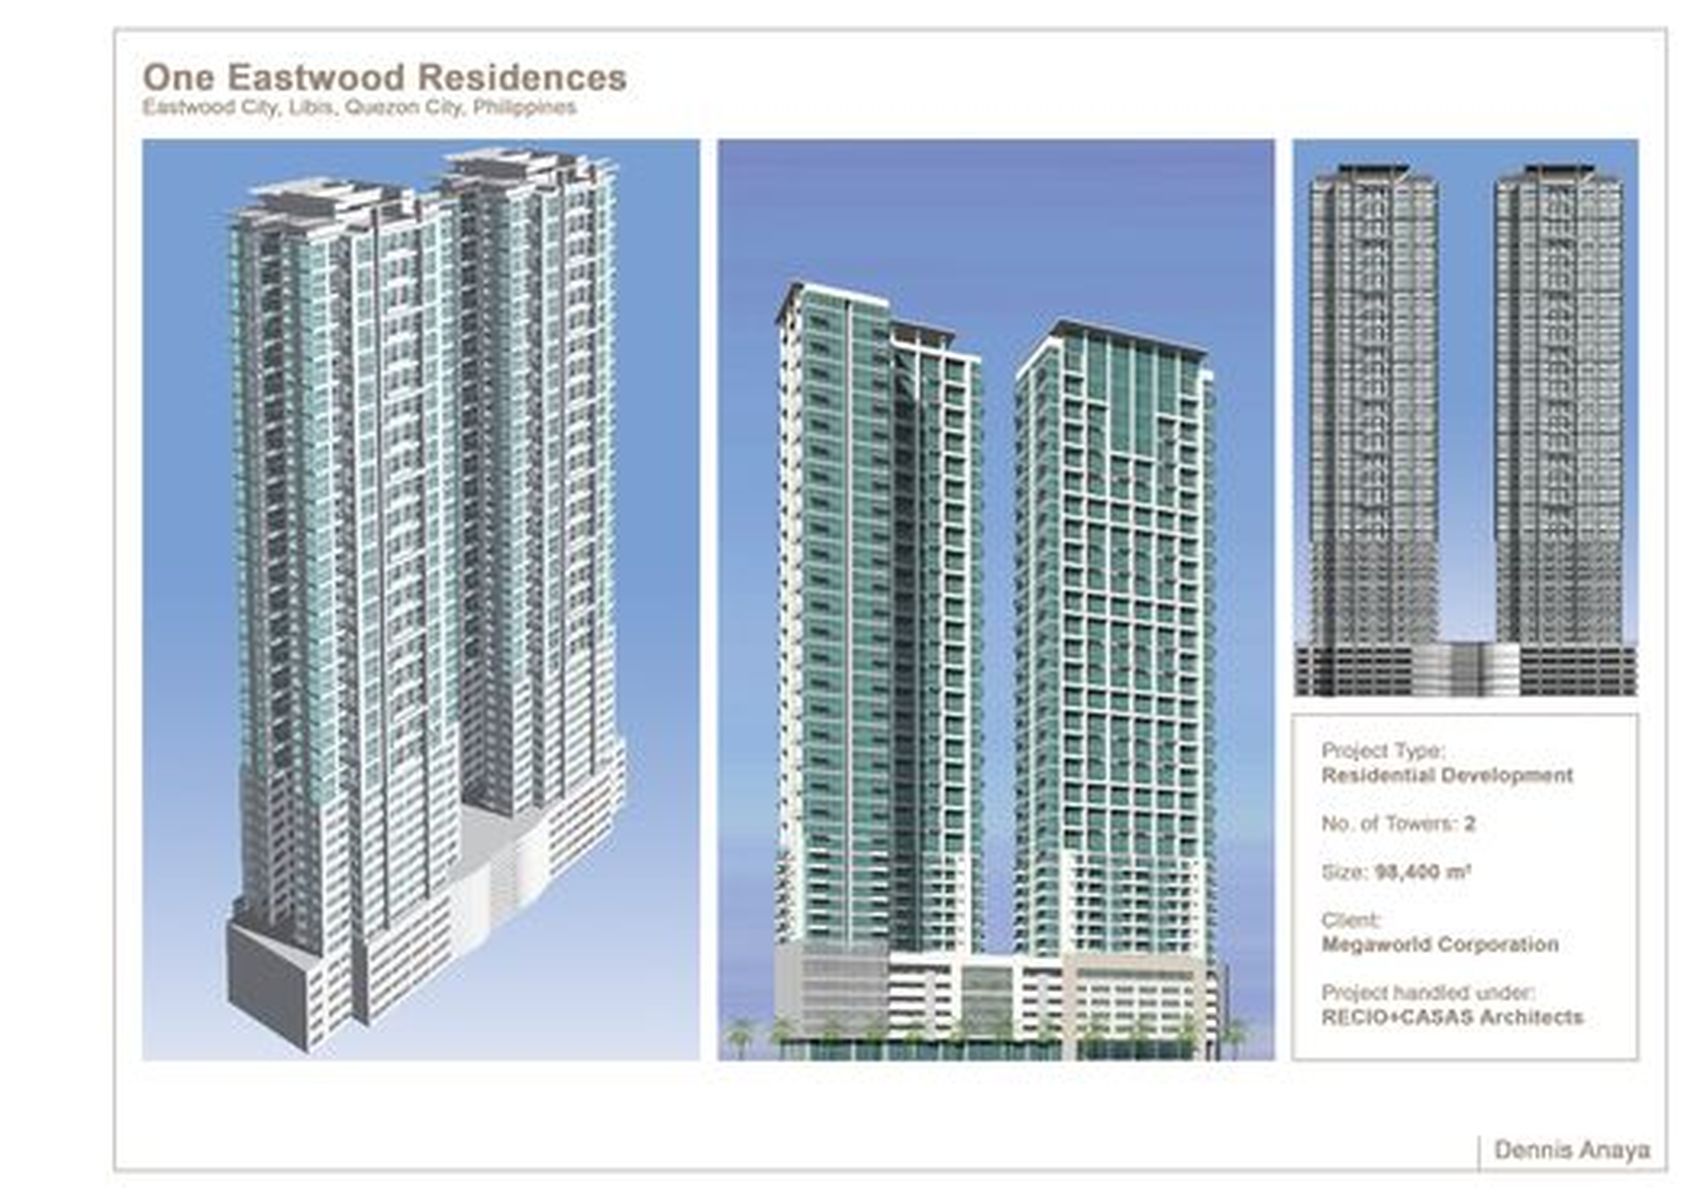 One Eastwood Residences
Eastwood City, Libis, Quezon City, Philippines
Project Type:
Residential Development
No. of Towers: 2
Size: 98,400 m²
Client:
Megaworld Corporation
Project handled under:
RECIO+CASAS Architects
Dennis Anaya